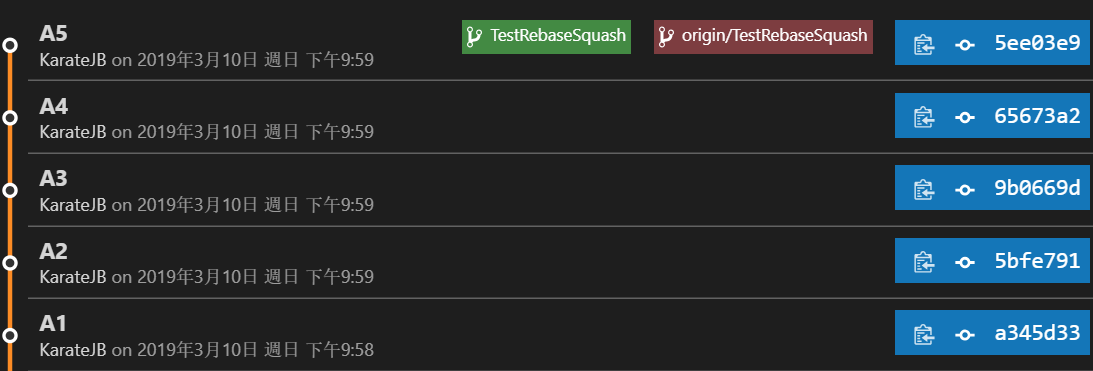 A5 TestRebaseSquash origin/TestRebaseSquash 5ee03e9
KarateJB on 2019年3月10日 週日 下午9:59
A4 65673a2
KarateJB on 2019年3月10日 週日 下午9:59
A3 9b0669d
KarateJB on 2019年3月10日 週日 下午9:59
A2 5bfe791
KarateJB on 2019年3月10日 週日 下午9:59
A1 a345d33
KarateJB on 2019年3月10日 週日 下午9:58